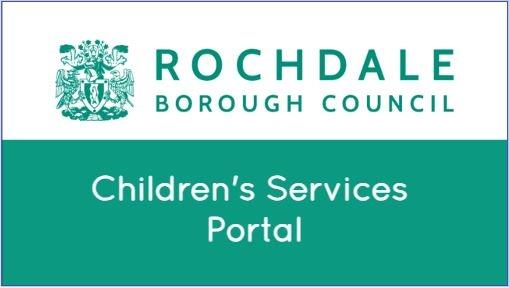 ROCHDALE
BOROUGH COUNCIL
Children's Services
Portal